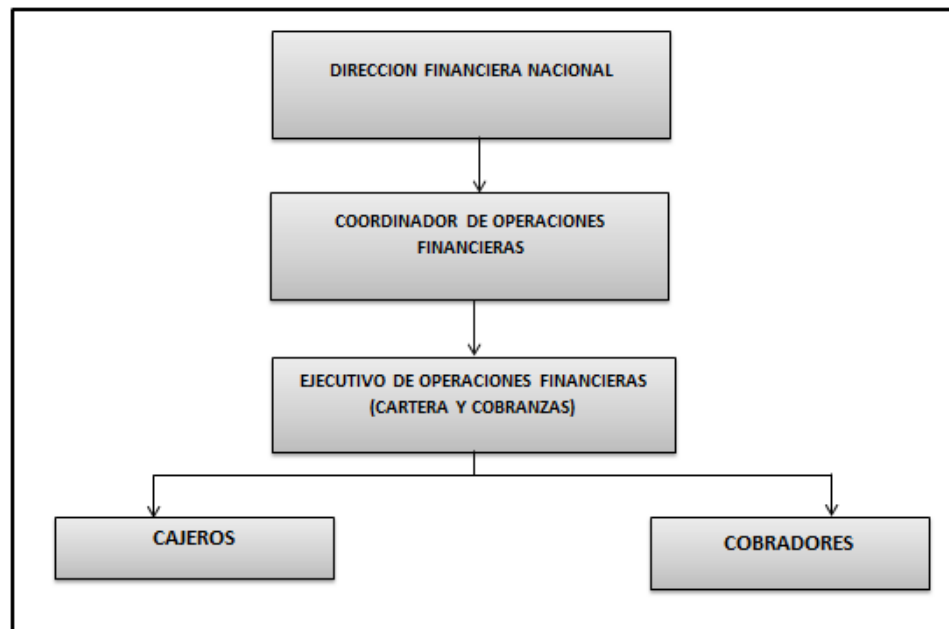 DIRECCION FINANCIERA NACIONAL
COORDINADOR DE OPERACIONES
FINANCIERAS
EJECUTIVO DE OPERACIONES FINANCIERAS
(CARTERA Y COBRANZAS)
CAJEROS
COBRADORES